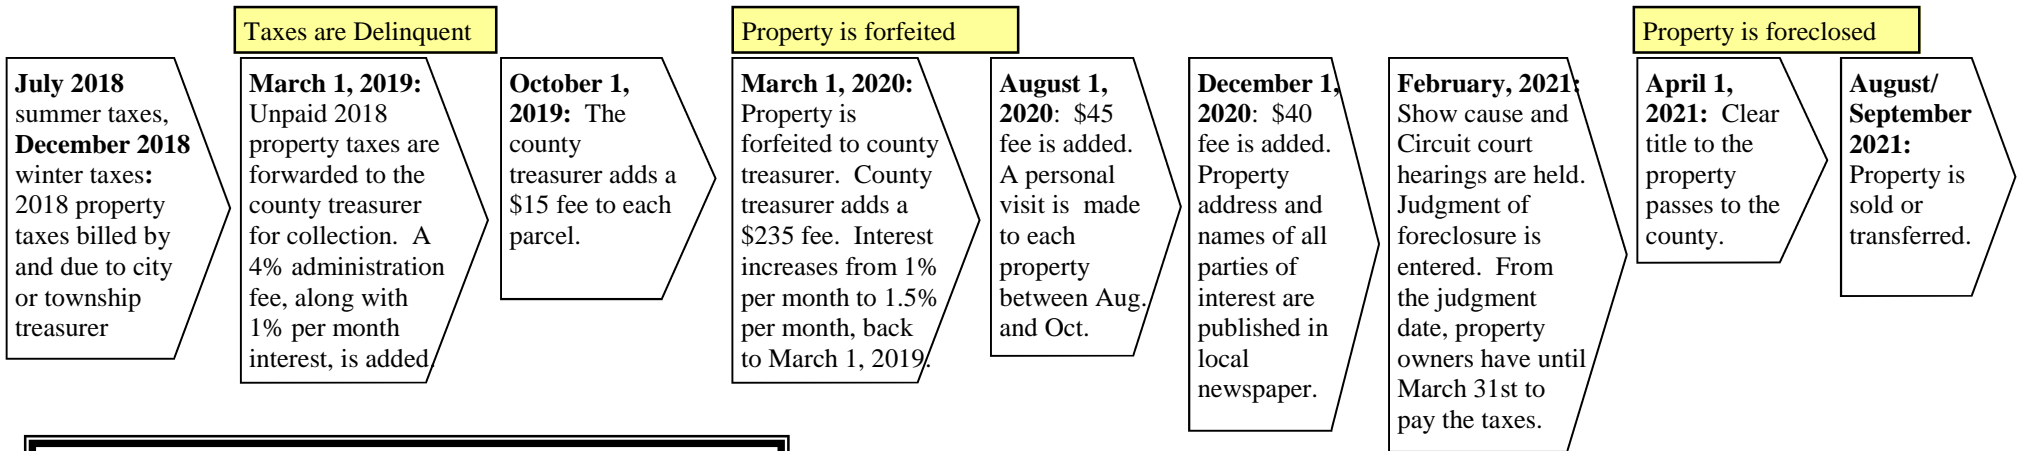 Taxes are Delinquent
Property is forfeited
Property is foreclosed
July 2018
summer taxes,
December 2018
winter taxes:
2018 property
taxes billed by
and due to city
or township
treasurer
March 1, 2019:
Unpaid 2018
property taxes are
forwarded to the
county treasurer
for collection.  A
4% administration
fee, along with
1% per month
interest, is added.
October 1,
2019:  The
county
treasurer adds a
$15 fee to each
parcel.
March 1, 2020:
Property is
forfeited to county
treasurer.  County
treasurer adds a
$235 fee.  Interest
increases from 1%
per month to 1.5%
per month, back
to March 1, 2019.
August 1,
2020:  $45
fee is added.
A personal
visit is  made
to each
property
between Aug.
and Oct.
December 1,
2020:  $40
fee is added.
Property
address and
names of all
parties of
interest are
published in
local
newspaper.
February, 2021:
Show cause and
Circuit court
hearings are held.
Judgment of
foreclosure is
entered.  From
the judgment
date, property
owners have until
March 31st to
pay the taxes.
April 1,
2021:  Clear
title to the
property
passes to the
county.
August/
September
2021:
Property is
sold or
transferred.